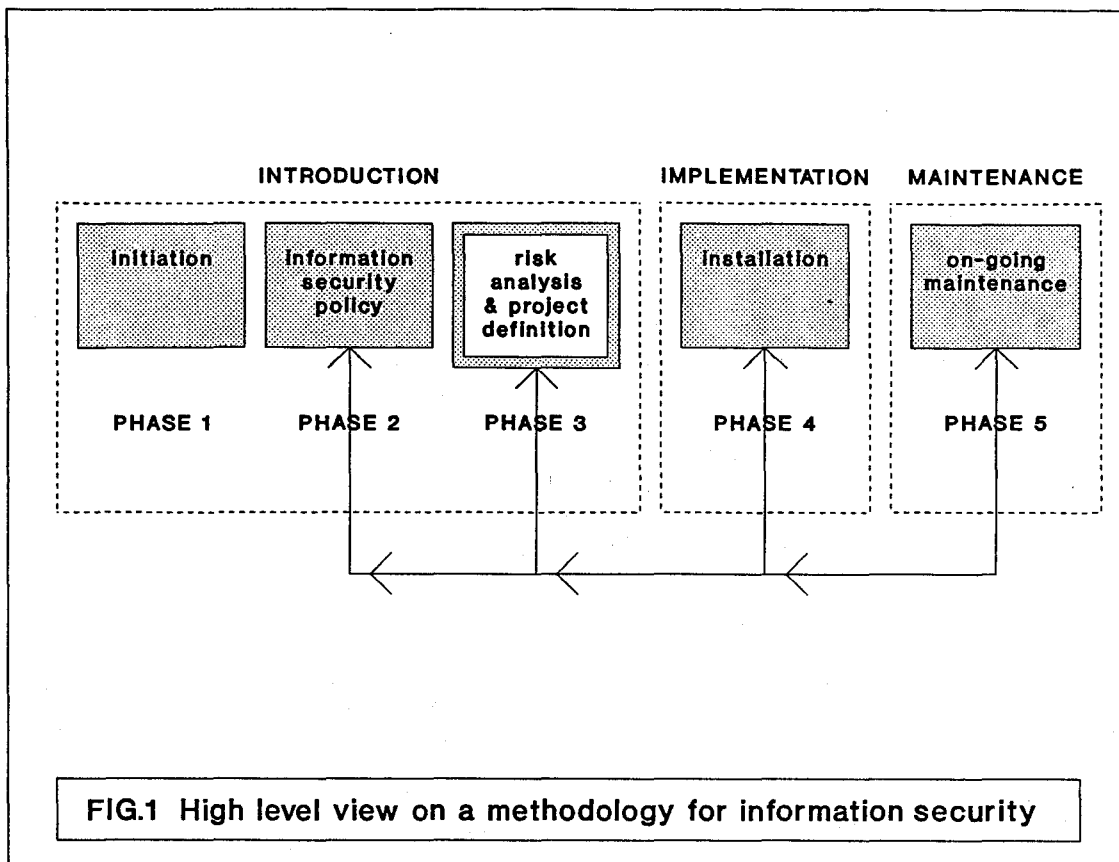 INTRODUCTION
IMPLEMENTATION
MAINTENANCE
initiation
information
security
policy
risk
analysis
& project
definition
installation
on-going
maintenance
PHASE 1
PHASE 2
PHASE 3
PHASE 4
PHASE 5
FIG.1 High level view on a methodology for information security